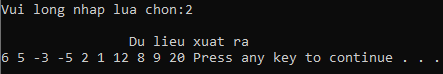 Vui long nhap lua chon:2
Du lieu xuat ra
6 5 -3 -5 2 1 12 8 9 20 Press any key to continue . . .